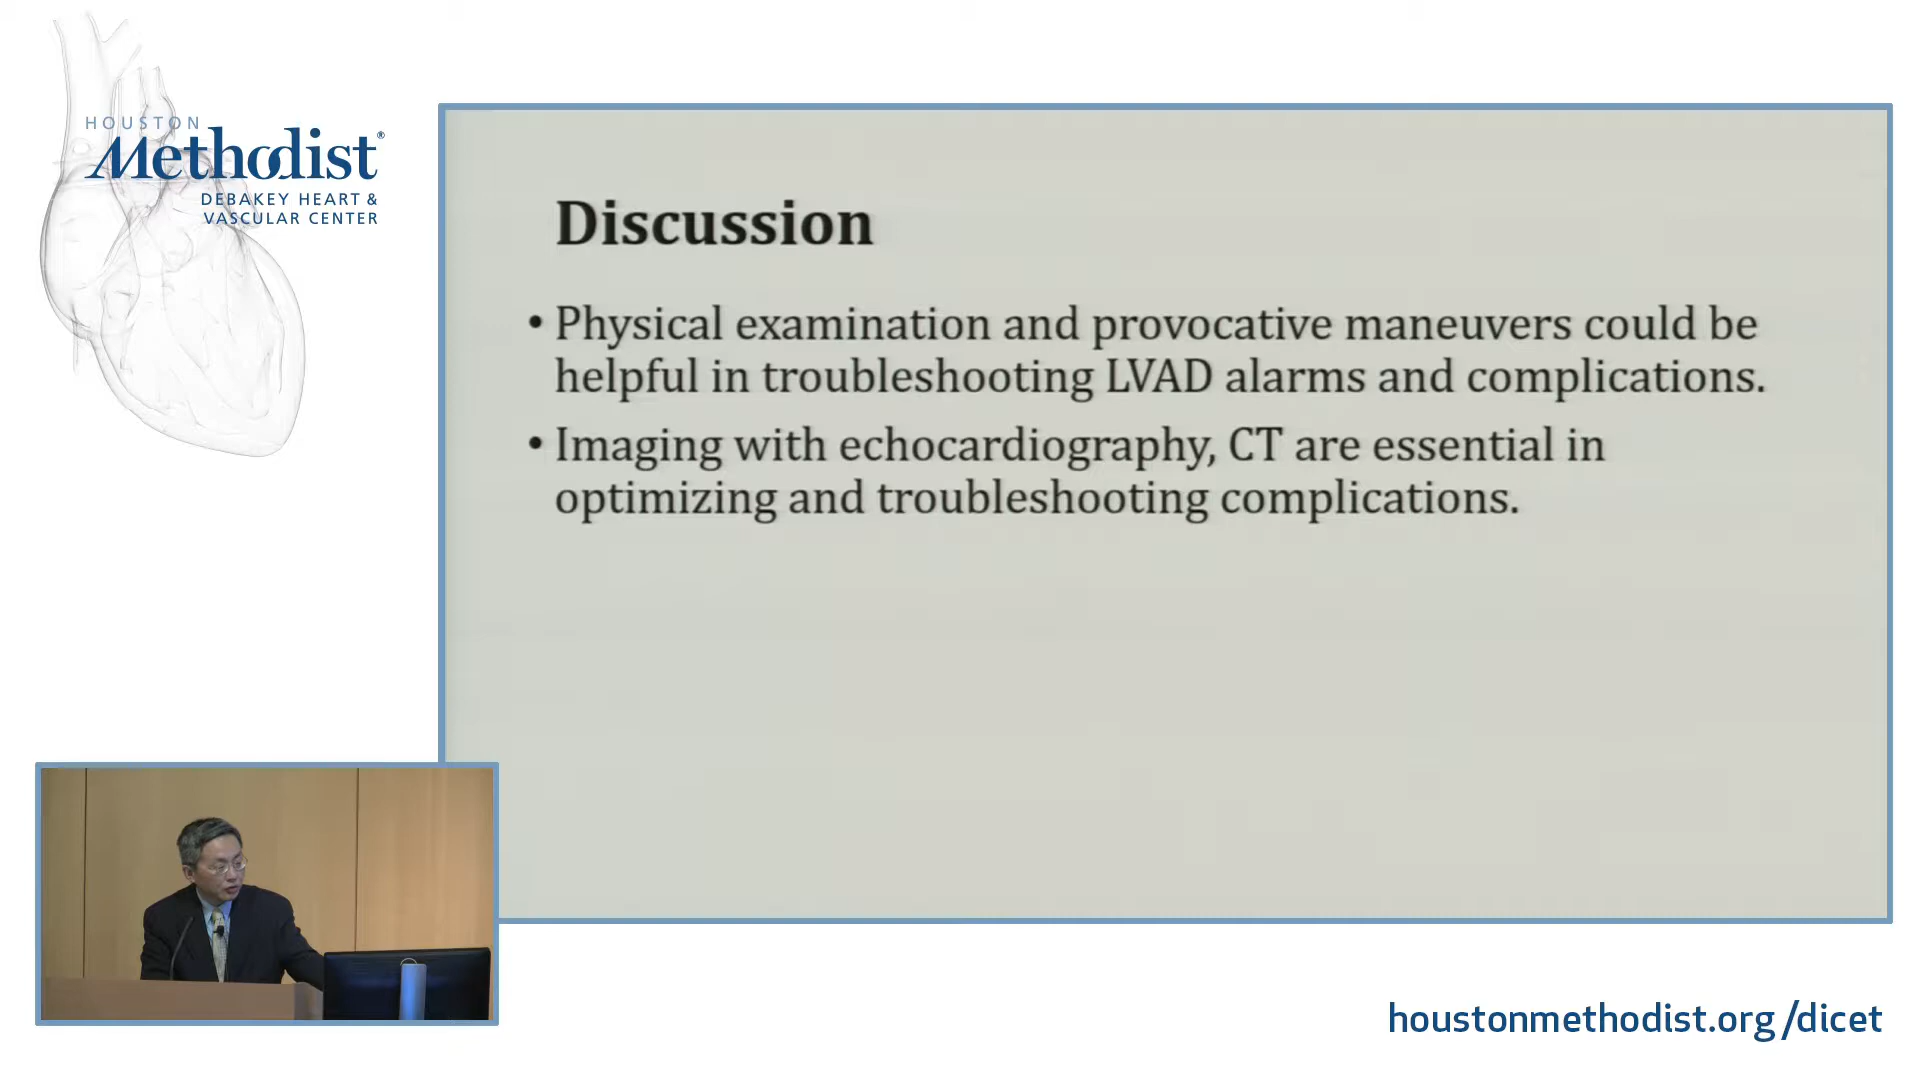 HOUSTON
Methodist®
DEBAKEY HEART &
VASCULAR CENTER
Discussion
• Physical examination and provocative maneuvers could be
helpful in troubleshooting LVAD alarms and complications.
• Imaging with echocardiography, CT are essential in
optimizing and troubleshooting complications.
houstonmethodist.org/dicet